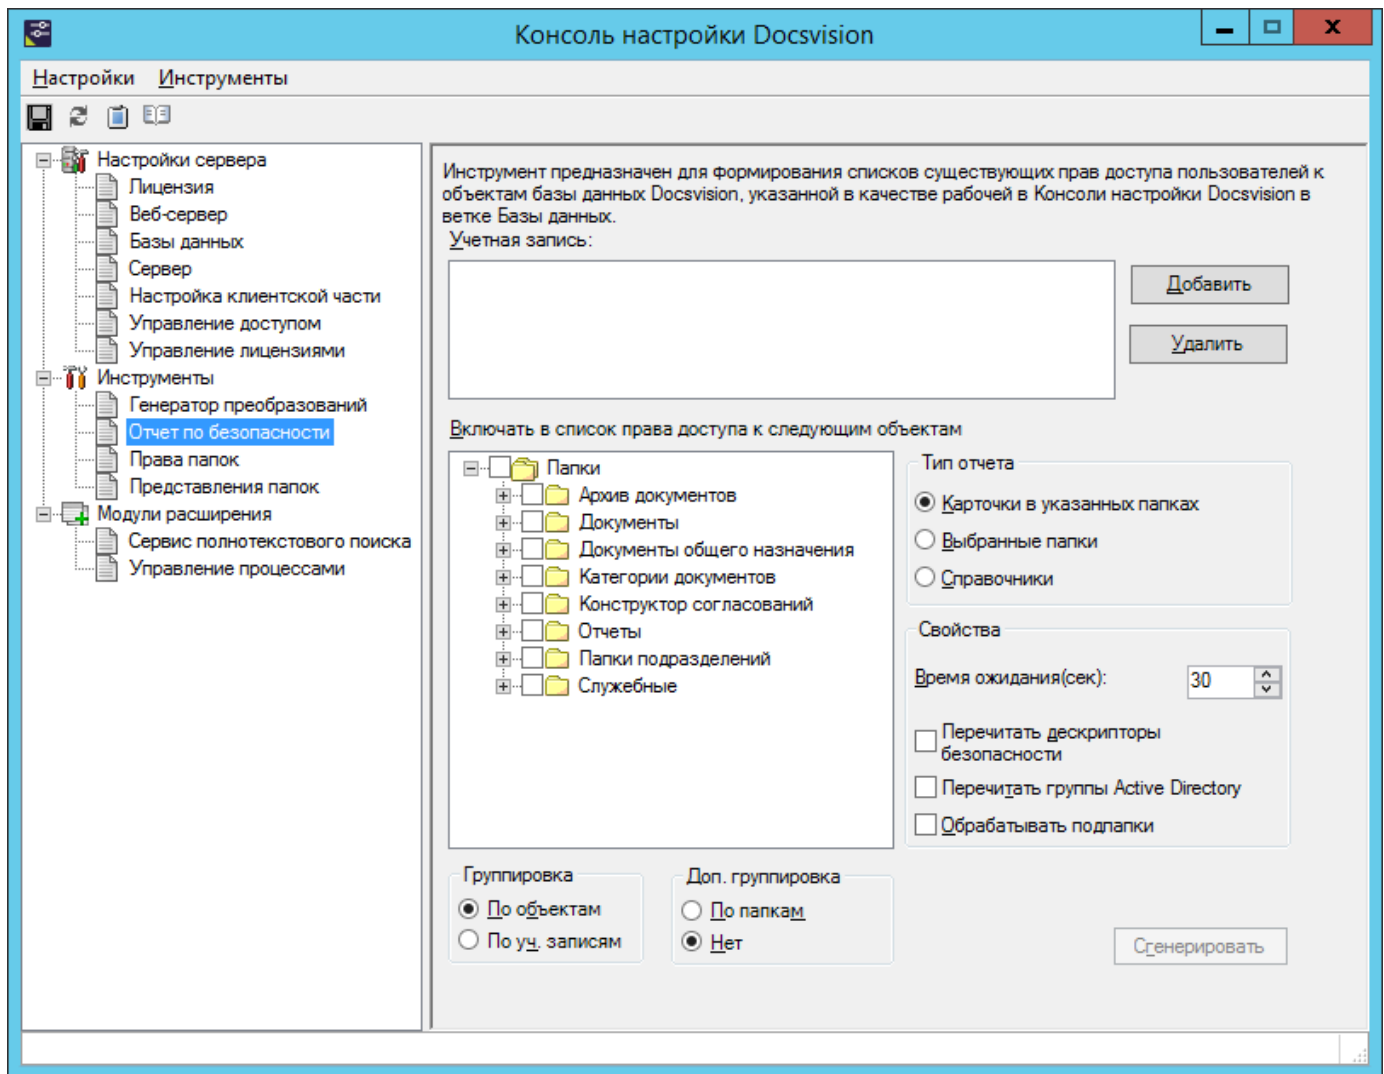 Консоль настройки Docsvision
Настройки Инструменты
Настройки сервера
Лицензия
Веб-сервер
Базы данных
Сервер
Настройка клиентской части
Управление доступом
Управление лицензиями
Инструменты
Генератор преобразований
Отчет по безопасности
Права папок
Представления папок
Модули расширения
Сервис полнотекстового поиска
Управление процессами
Инструмент предназначен для формирования списков существующих прав доступа пользователей к
объектам базы данных Docsvision, указанной в качестве рабочей в Консоли настройки Docsvision в
ветке Базы данных.
Учетная запись:
Добавить
Удалить
Включать в список права доступа к следующим объектам
Папки
Архив документов
Документы
Документы общего назначения
Категории документов
Конструктор согласований
Отчеты
Папки подразделений
Служебные
Тип отчета
Карточки в указанных папках
Выбранные папки
Справочники
Свойства
Время ожидания(сек): 30
Перечитать дескрипторы
безопасности
Перечитать группы Active Directory
Обрабатывать подпапки
Группировка
По объектам
По уч. записям
Доп. группировка
По папкам
Нет
Сгенерировать